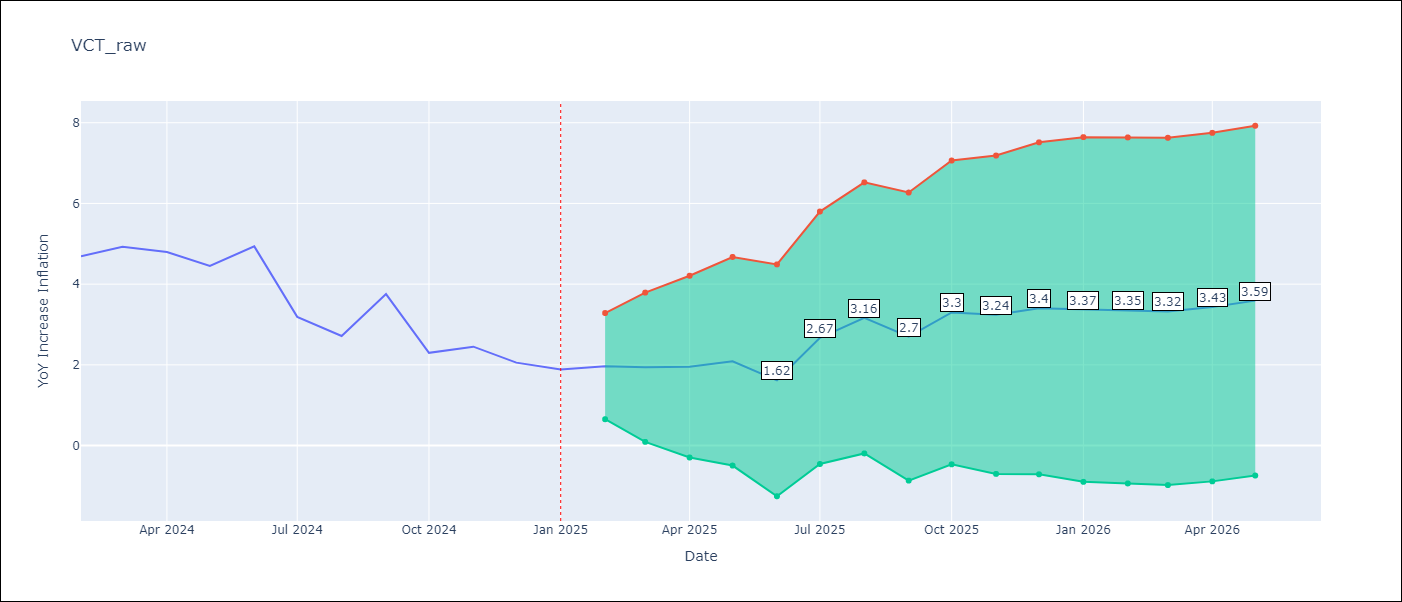 VCT_raw
YoY Increase Inflation
8
6
4
2
0
1.62
2.67
3.16
2.7
3.3
3.24
3.4
3.37
3.35
3.32
3.43
3.59
Apr 2024
Jul 2024
Oct 2024
Jan 2025
Apr 2025
Jul 2025
Oct 2025
Jan 2026
Apr 2026
Date